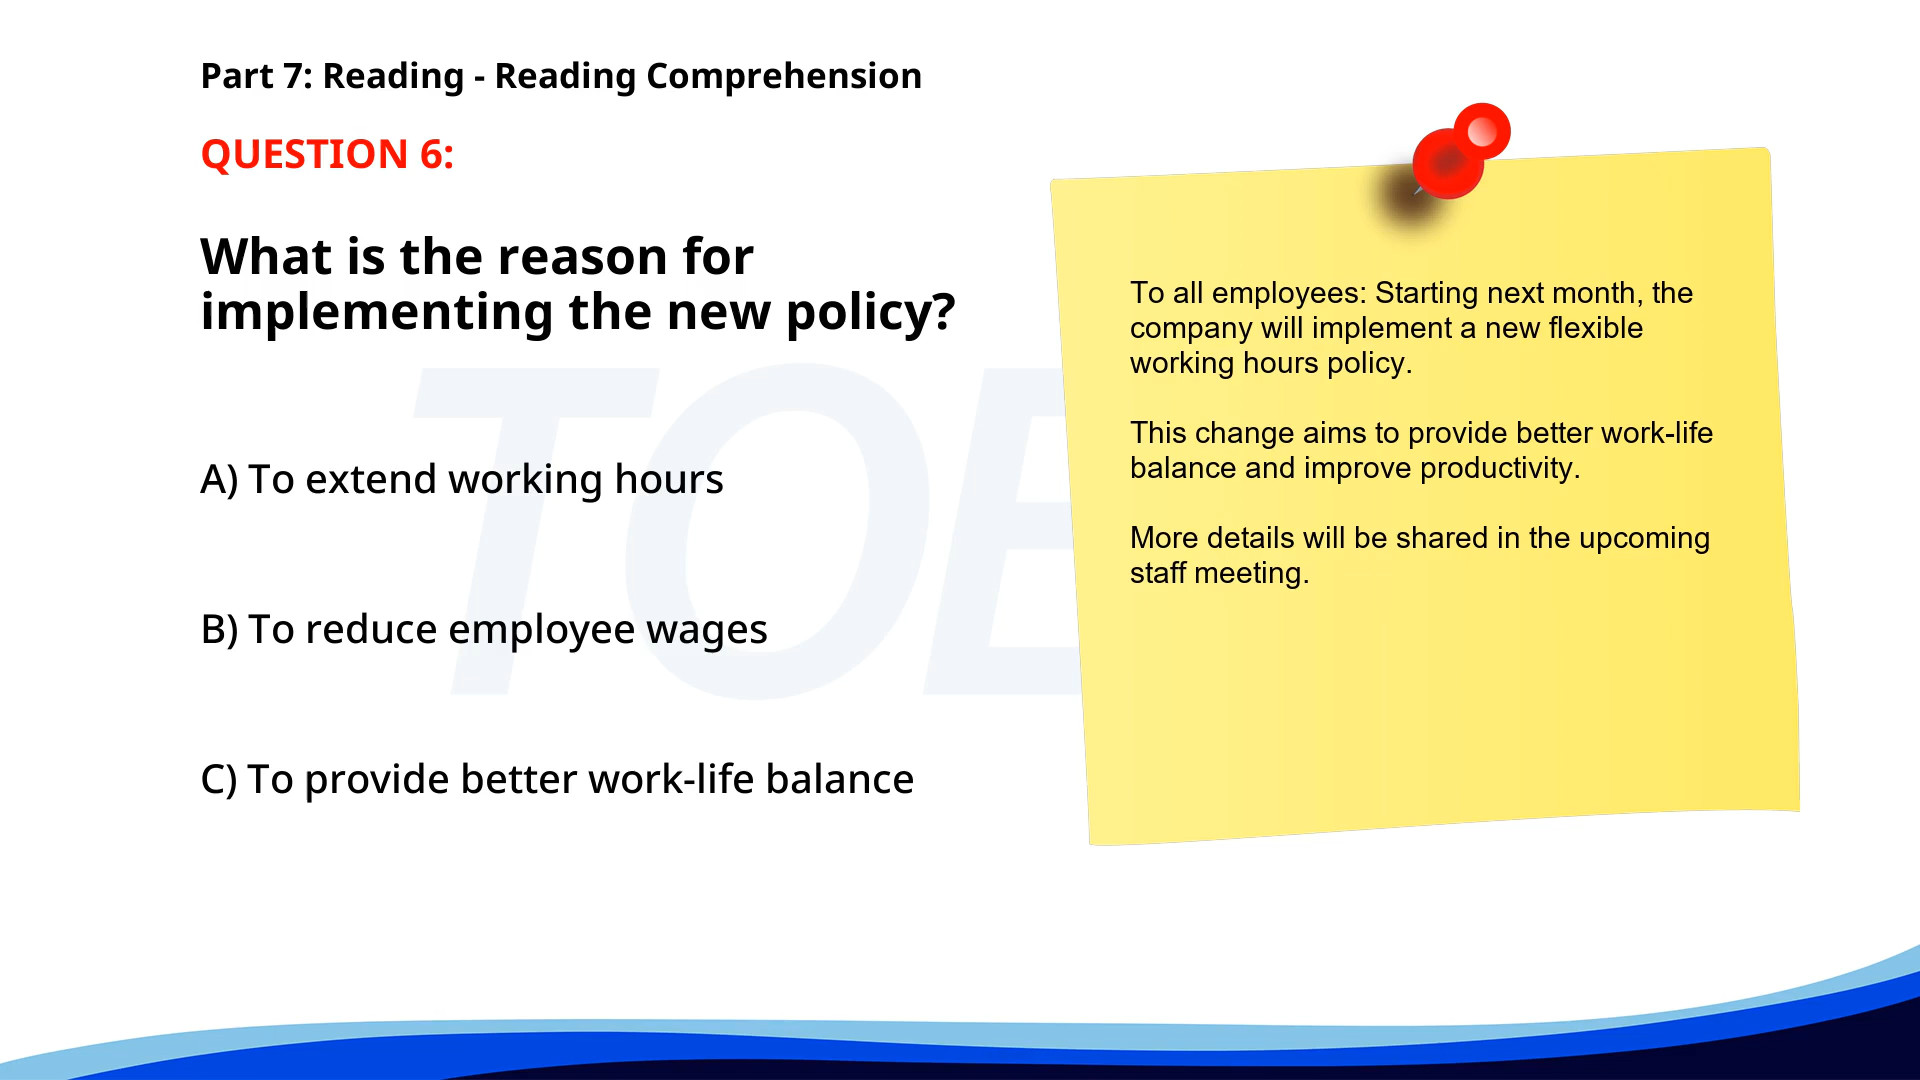 Part 7: Reading - Reading Comprehension
QUESTION 6:
What is the reason for
implementing the new policy?
A) To extend working hours
B) To reduce employee wages
C) To provide better work-life balance
To all employees: Starting next month, the
company will implement a new flexible
working hours policy.
This change aims to provide better work-life
balance and improve productivity.
More details will be shared in the upcoming
staff meeting.
TOE